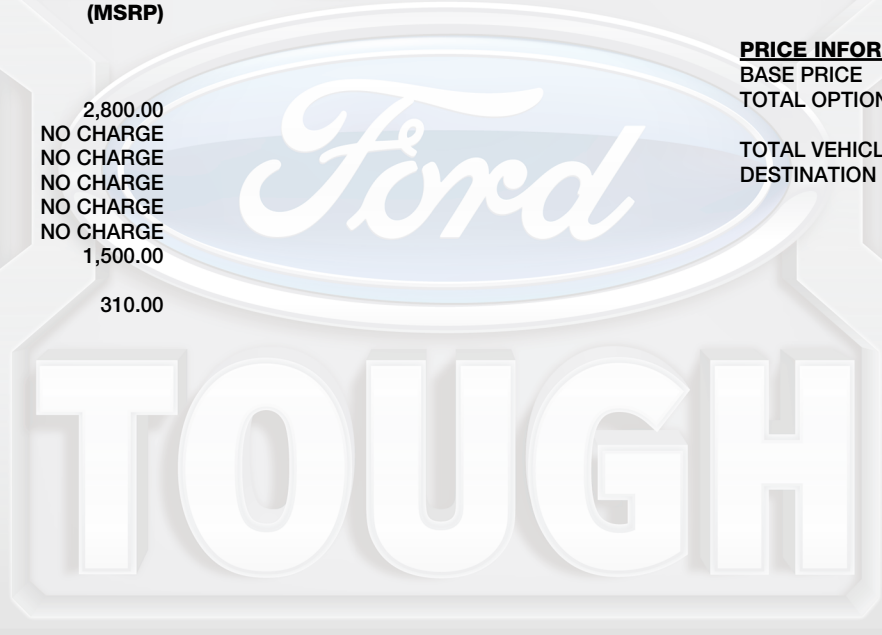 (MSRP)
2,800.00
NO CHARGE
NO CHARGE
NO CHARGE
NO CHARGE
NO CHARGE
1,500.00
310.00
PRICE INFOR
BASE PRICE
TOTAL OPTION
TOTAL VEHICL
DESTINATION
Ford
TOUGH